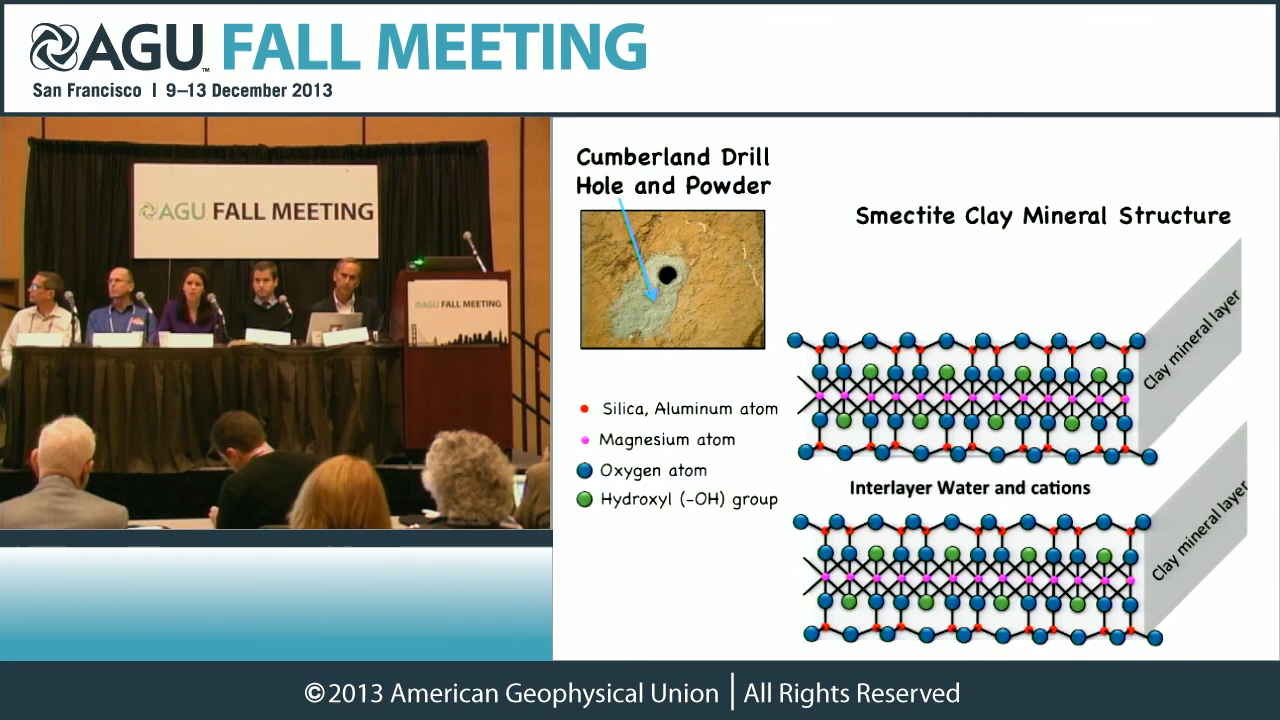 AGU™ FALL MEETING
San Francisco | 9–13 December 2013
AGU FALL MEETING
AGU FALL MEETING
Cumberland Drill
Hole and Powder
Smectite Clay Mineral Structure
Clay mineral layer
Silica, Aluminum atom
Magnesium atom
Oxygen atom
Hydroxyl (-OH) group
Interlayer Water and cations
Clay mineral layer
©2013 American Geophysical Union | All Rights Reserved